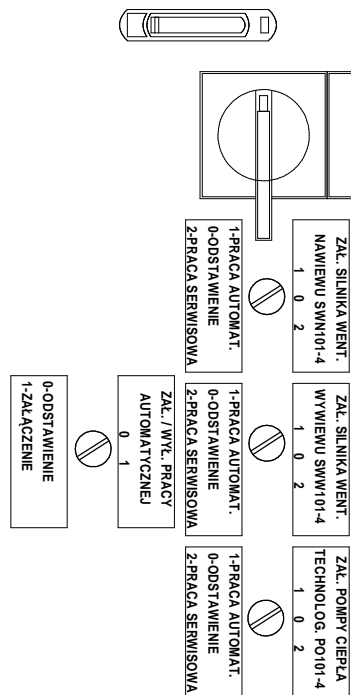 ZAŁ. SILNIKA WENT.
NAWIEWU SWN101-4
1 0 2
1-PRACA AUTOMAT.
0-ODSTAWIENIE
2-PRACA SERWISOWA
ZAŁ. SILNIKA WENT.
WYWIEWU SWW101-4
1 0 2
1-PRACA AUTOMAT.
0-ODSTAWIENIE
2-PRACA SERWISOWA
ZAŁ. POMPY CIEPŁA
TECHNOLOG. PO101-4
1 0 2
1-PRACA AUTOMAT.
0-ODSTAWIENIE
2-PRACA SERWISOWA
ZAŁ. / WYŁ. PRACY
AUTOMATYCZNEJ
0 1
0-ODSTAWIENIE
1-ZAŁĄCZENIE